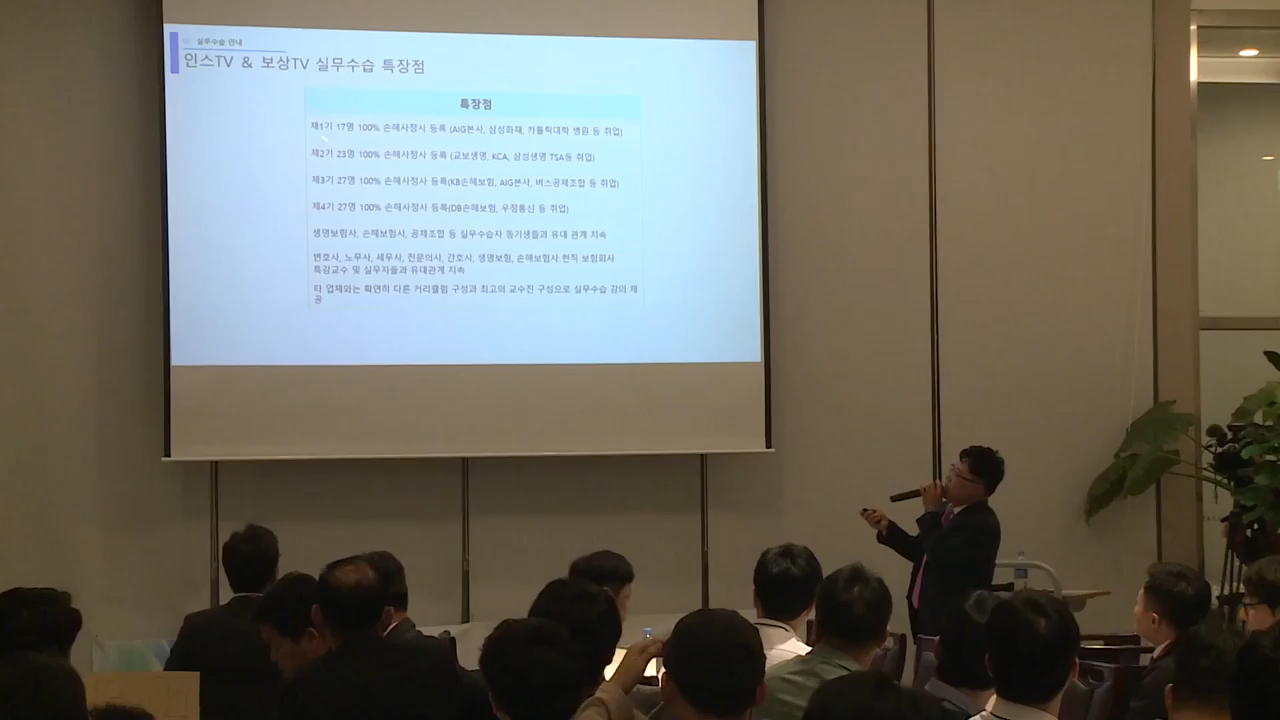 실무수습 안내
인스TV & 보상TV 실무수습 특장점
특장점
제1기 17명 100% 손해사정사 등록 (AIG본사, 삼성화재, 카톨릭대학 병원 등 취업)
제2기 23명 100% 손해사정사 등록 (교보생명, KCA, 삼성생명 TSA등 취업)
제3기 27명 100% 손해사정사 등록(KB손해보험, AIG본사, 버스공제조합 등 취업)
제4기 27명 100% 손해사정사 등록(DB손해보험, 우정통신 등 취업)
생명보험사, 손해보험사, 공제조합 등 실무수습자 동기생들과 유대 관계 지속
변호사, 노무사, 세무사, 전문의사, 간호사, 생명보험, 손해보험사 현직 보험회사
특강교수 및 실무자들과 유대관계 지속
타 업체와는 확연히 다른 커리큘럼 구성과 최고의 교수진 구성으로 실무수습 강의 제
공